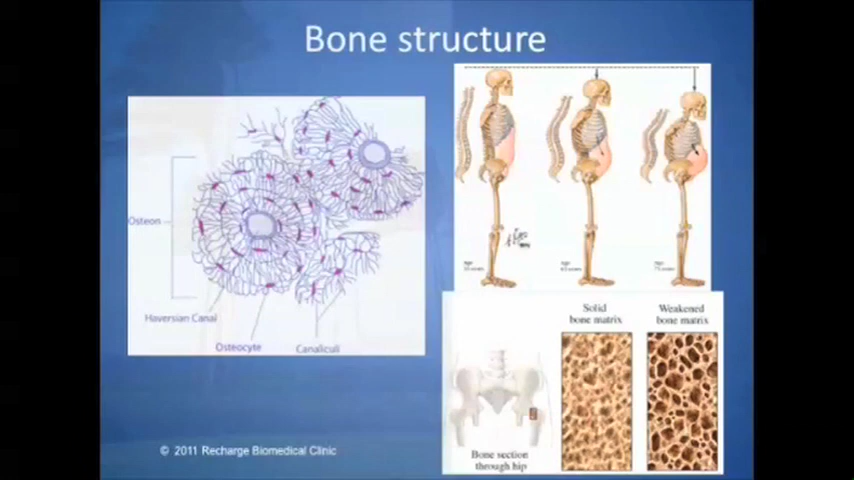 Bone structure
Osteon
Haversian Canal
Osteocyte
Canaliculi
Solid
bone matrix
Weakened
bone matrix
Bone section
through hip
© 2011 Recharge Biomedical Clinic